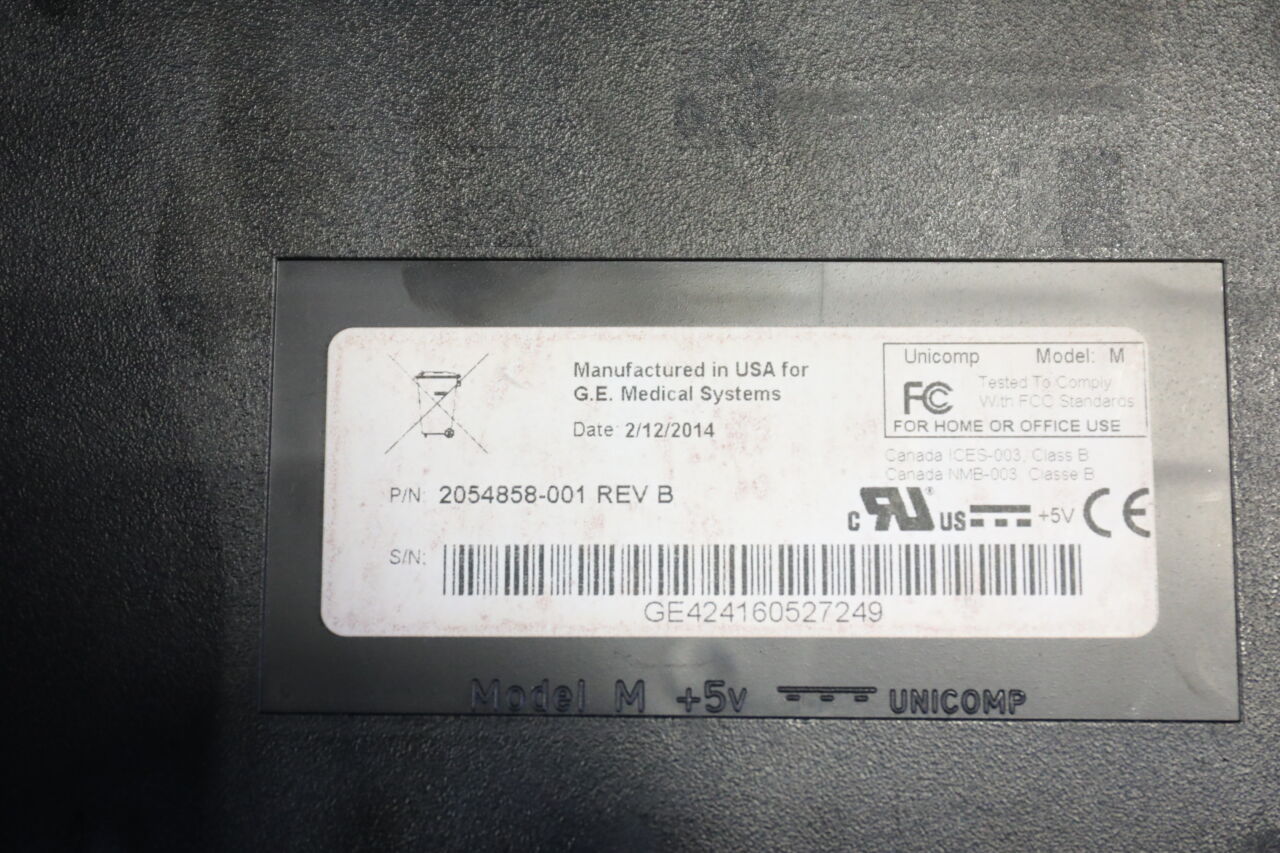 Manufactured in USA for
G.E. Medical Systems
Date: 2/12/2014
Unicomp Model: M
FC Tested To Comply
With FCC Standards
FOR HOME OR OFFICE USE
Canada ICES-003, Class B
Canada NMB-003, Classe B
P/N: 2054858-001 REV B
c RU® US +5V CE
S/N:
GE424160527249
Model M +5v UNICOMP